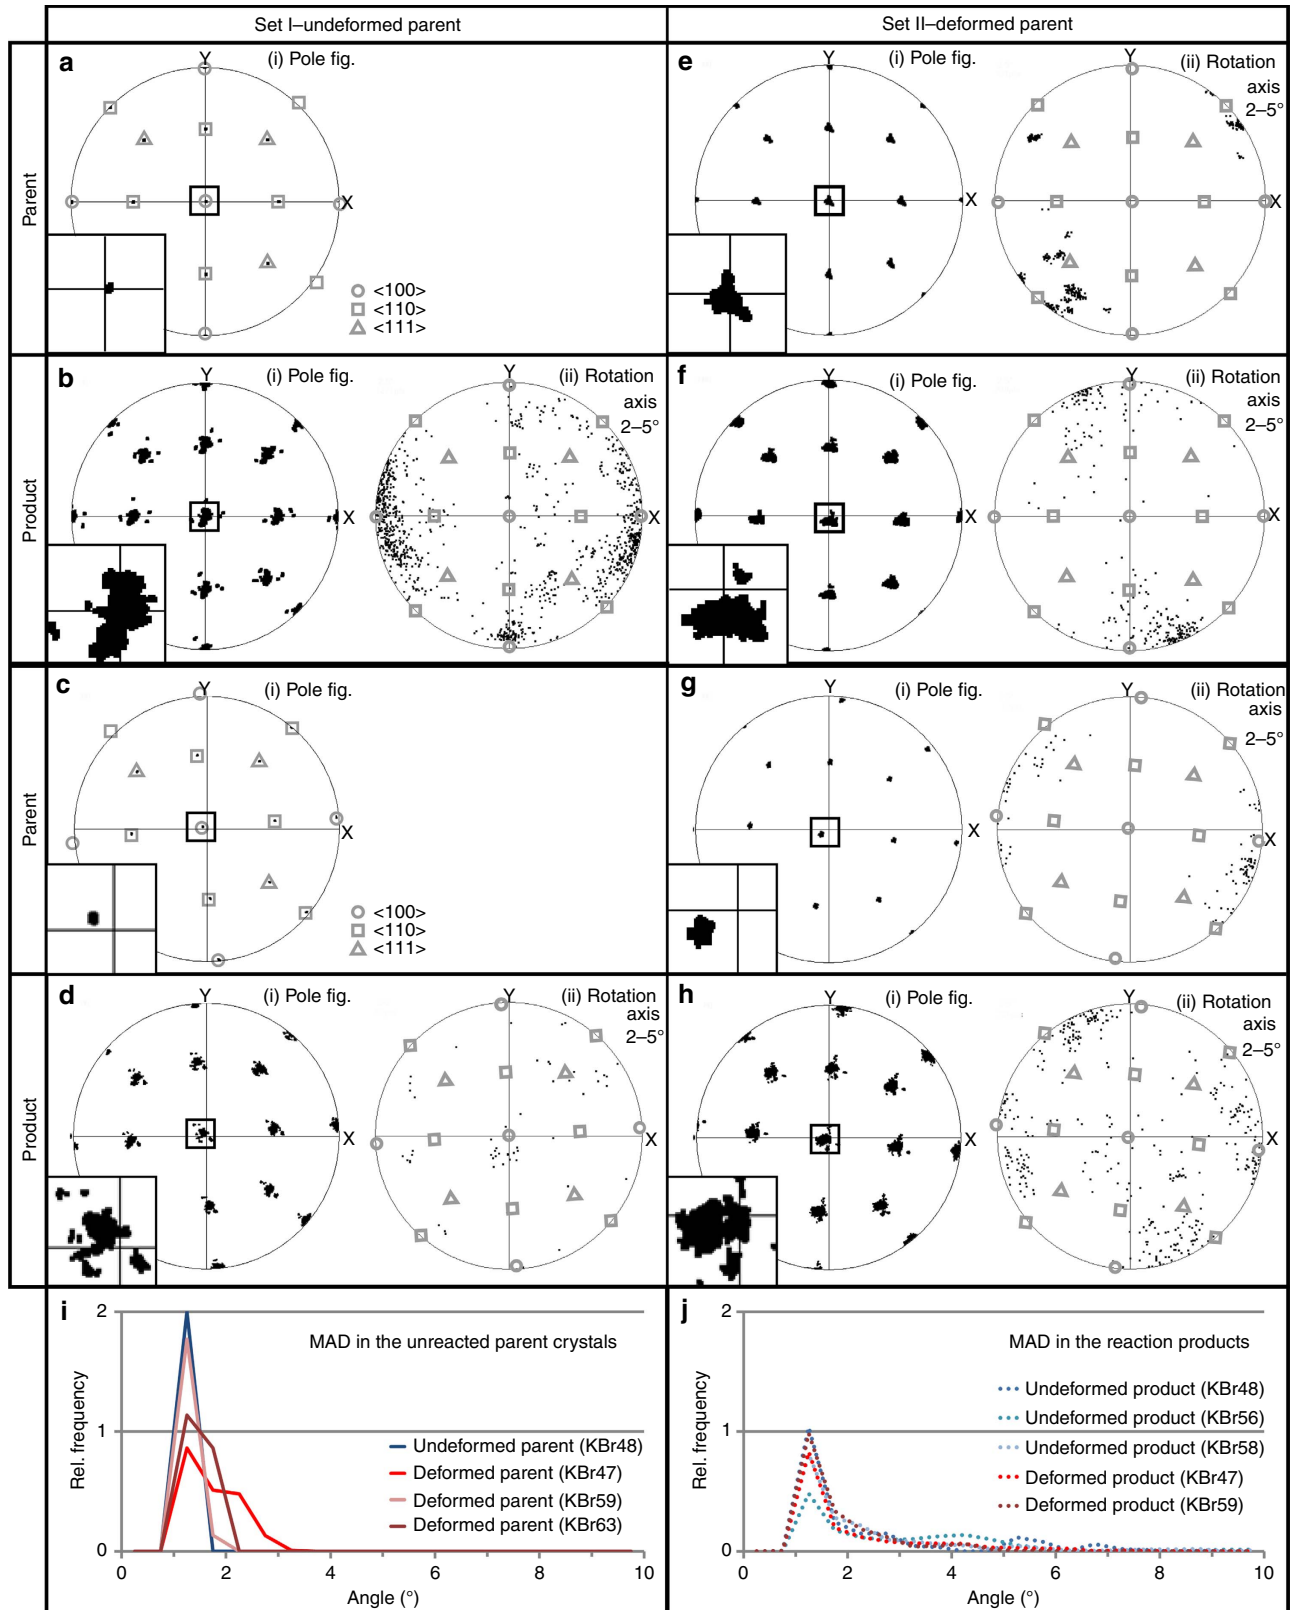 Set I–undeformed parent
Set II–deformed parent
Parent
a
(i) Pole fig.
Y
X
<100>
<110>
<111>
e
(i) Pole fig.
Y
X
(ii) Rotation
axis
2–5°
Y
X
Product
b
(i) Pole fig.
Y
X
(ii) Rotation
axis
2–5°
Y
X
f
(i) Pole fig.
Y
X
(ii) Rotation
axis
2–5°
Y
X
Parent
c
(i) Pole fig.
Y
X
<100>
<110>
<111>
g
(i) Pole fig.
Y
X
(ii) Rotation
axis
2–5°
Y
X
Product
d
(i) Pole fig.
Y
X
(ii) Rotation
axis
2–5°
Y
X
h
(i) Pole fig.
Y
X
(ii) Rotation
axis
2–5°
Y
X
i
MAD in the unreacted parent crystals
Rel. frequency
2
1
0
Undeformed parent (KBr48)
Deformed parent (KBr47)
Deformed parent (KBr59)
Deformed parent (KBr63)
0 2 4 6 8 10
Angle (°)
j
MAD in the reaction products
Rel. frequency
2
1
0
Undeformed product (KBr48)
Undeformed product (KBr56)
Undeformed product (KBr58)
Deformed product (KBr47)
Deformed product (KBr59)
0 2 4 6 8 10
Angle (°)